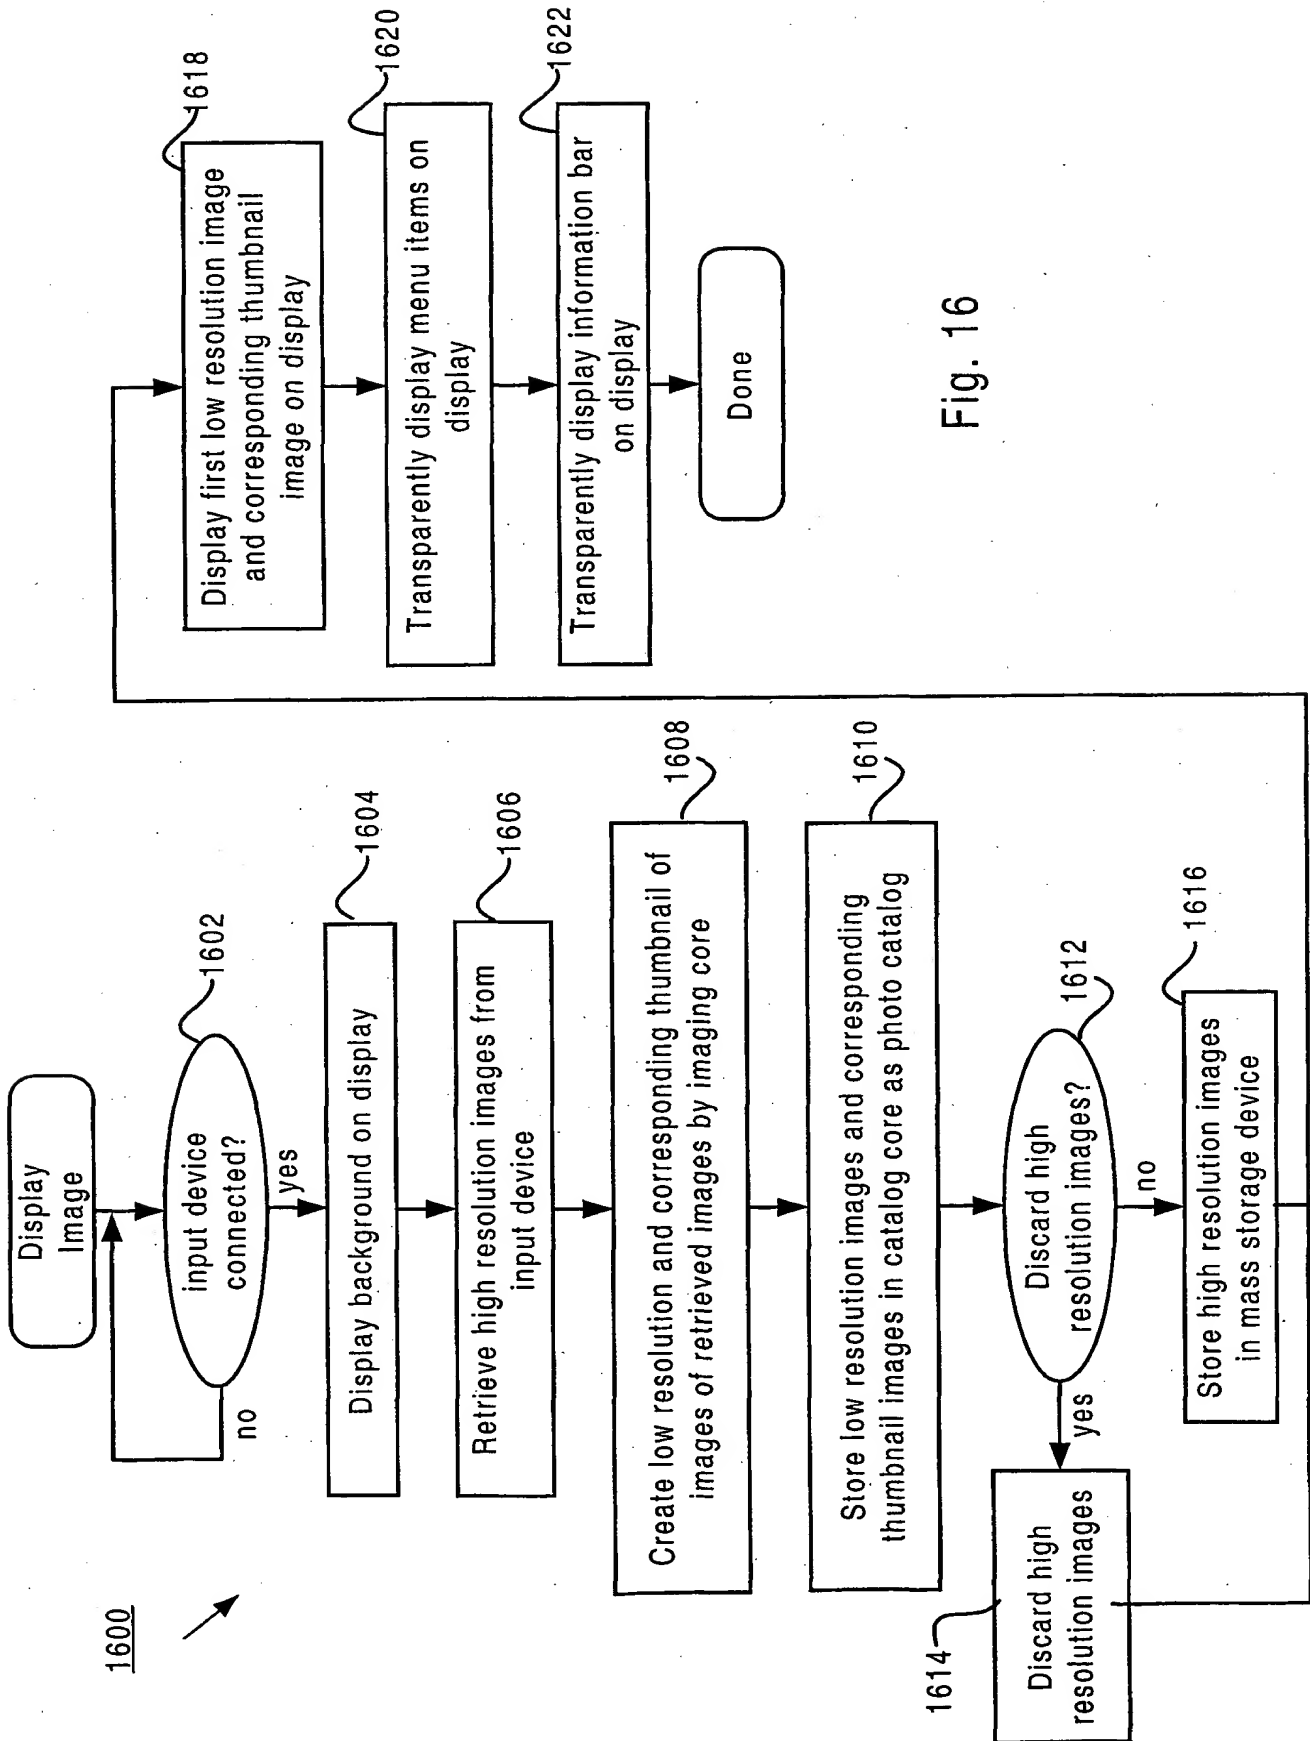 1600
Display
Image
input device
connected?
1602
no
yes
Display background on display
1604
Retrieve high resolution images from
input device
1606
Create low resolution and corresponding thumbnail of
images of retrieved images by imaging core
1608
Store low resolution images and corresponding
thumbnail images in catalog core as photo catalog
1610
Discard high
resolution images?
1612
yes
no
Discard high
resolution images
1614
Store high resolution images
in mass storage device
1616
Display first low resolution image
and corresponding thumbnail
image on display
1618
Transparently display menu items on
display
1620
Transparently display information bar
on display
1622
Done
Fig. 16